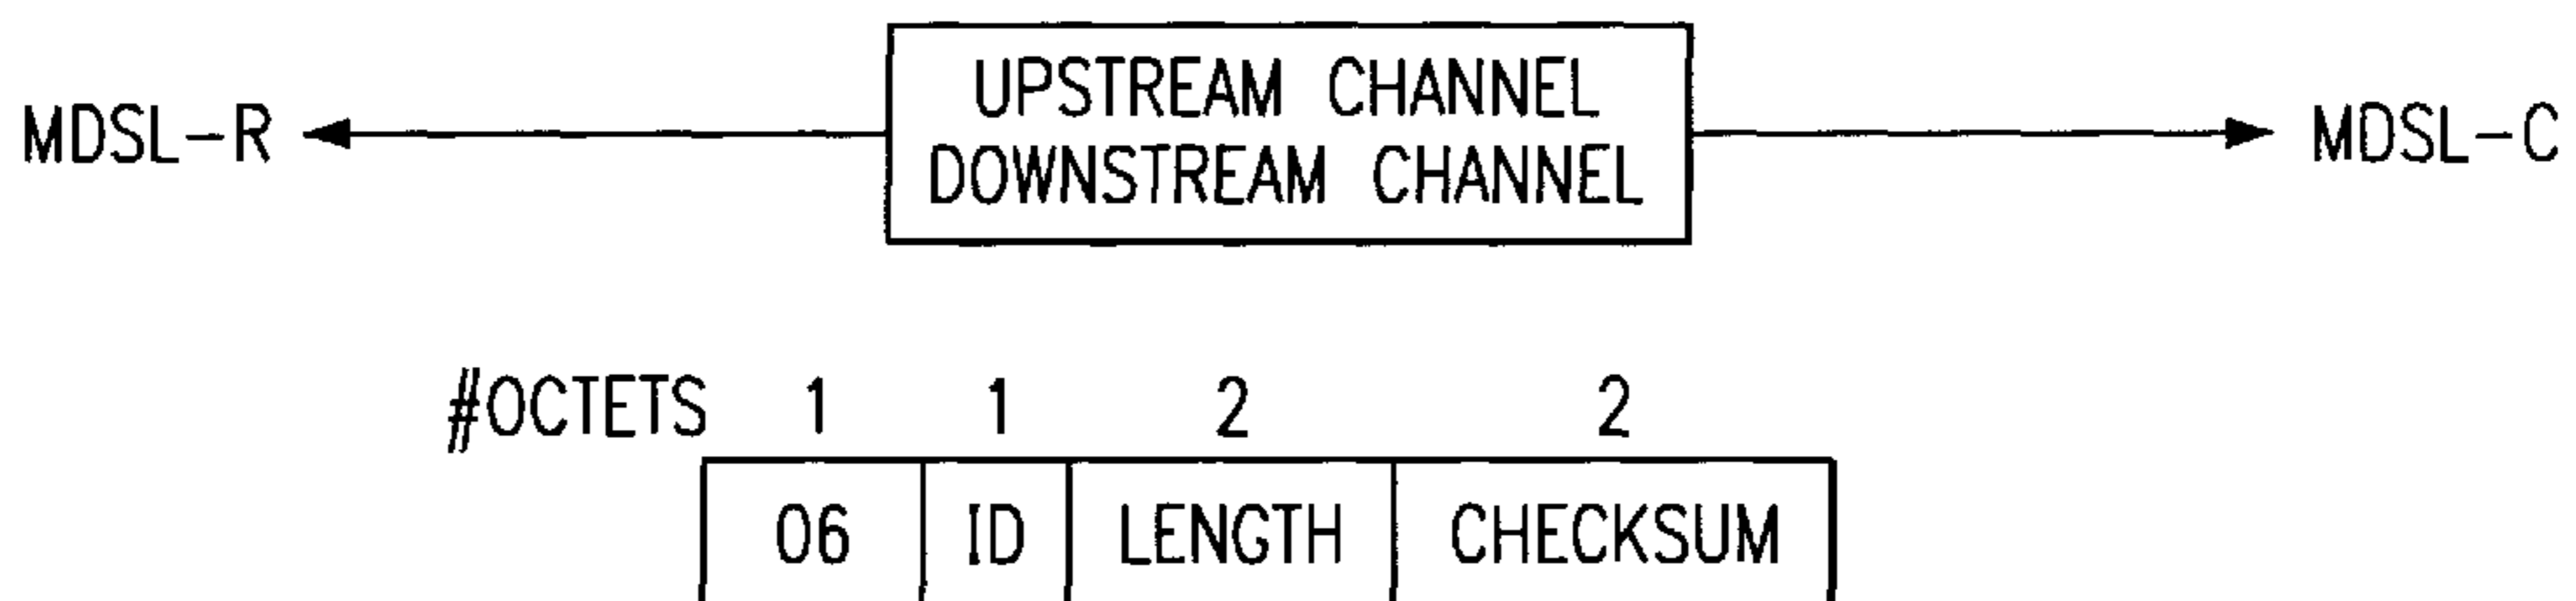 UPSTREAM CHANNEL
MDSL-R
MDSL-C
DOWNSTREAM CHANNEL
#OCTETS 1 1 2 2
06 ID LENGTH CHECKSUM